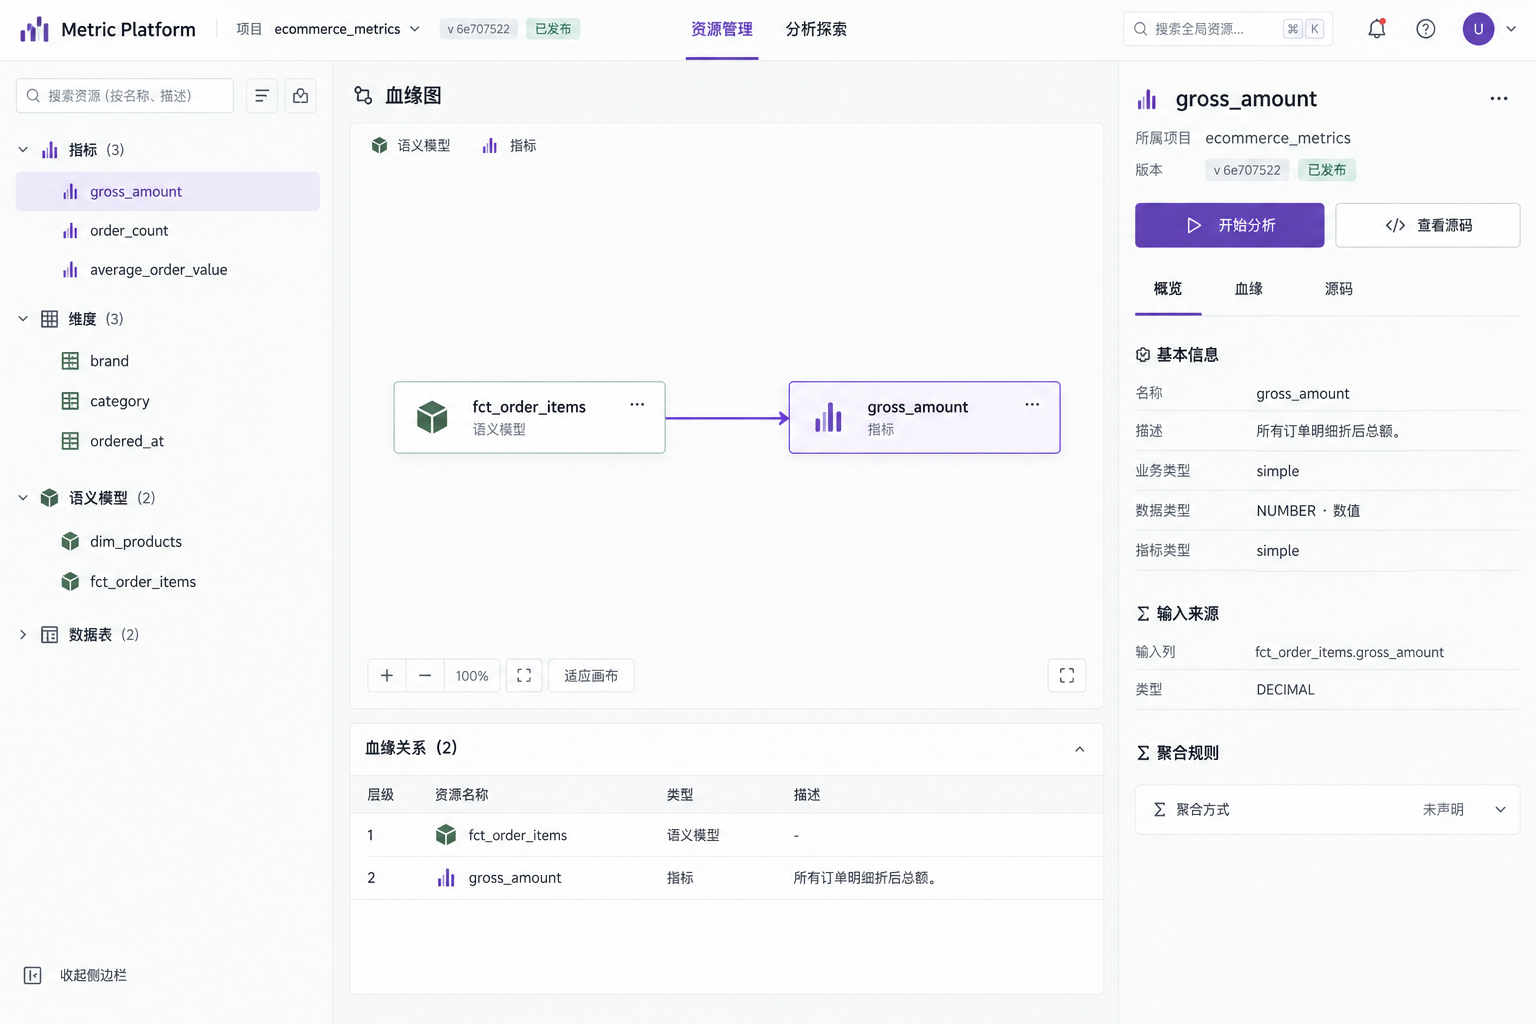 Metric Platform
项目 ecommerce_metrics
v 6e707522
已发布
资源管理
分析探索
搜索全局资源...
⌘ K
U
搜索资源 (按名称、描述)
指标 (3)
gross_amount
order_count
average_order_value
维度 (3)
brand
category
ordered_at
语义模型 (2)
dim_products
fct_order_items
数据表 (2)
收起侧边栏
血缘图
语义模型
指标
fct_order_items
语义模型
gross_amount
指标
100%
适应画布
血缘关系 (2)
层级 资源名称 类型 描述
1 fct_order_items 语义模型 -
2 gross_amount 指标 所有订单明细折后总额。
gross_amount
所属项目 ecommerce_metrics
版本 v 6e707522 已发布
开始分析
查看源码
概览 血缘 源码
基本信息
名称 gross_amount
描述 所有订单明细折后总额。
业务类型 simple
数据类型 NUMBER · 数值
指标类型 simple
输入来源
输入列 fct_order_items.gross_amount
类型 DECIMAL
聚合规则
聚合方式 未声明